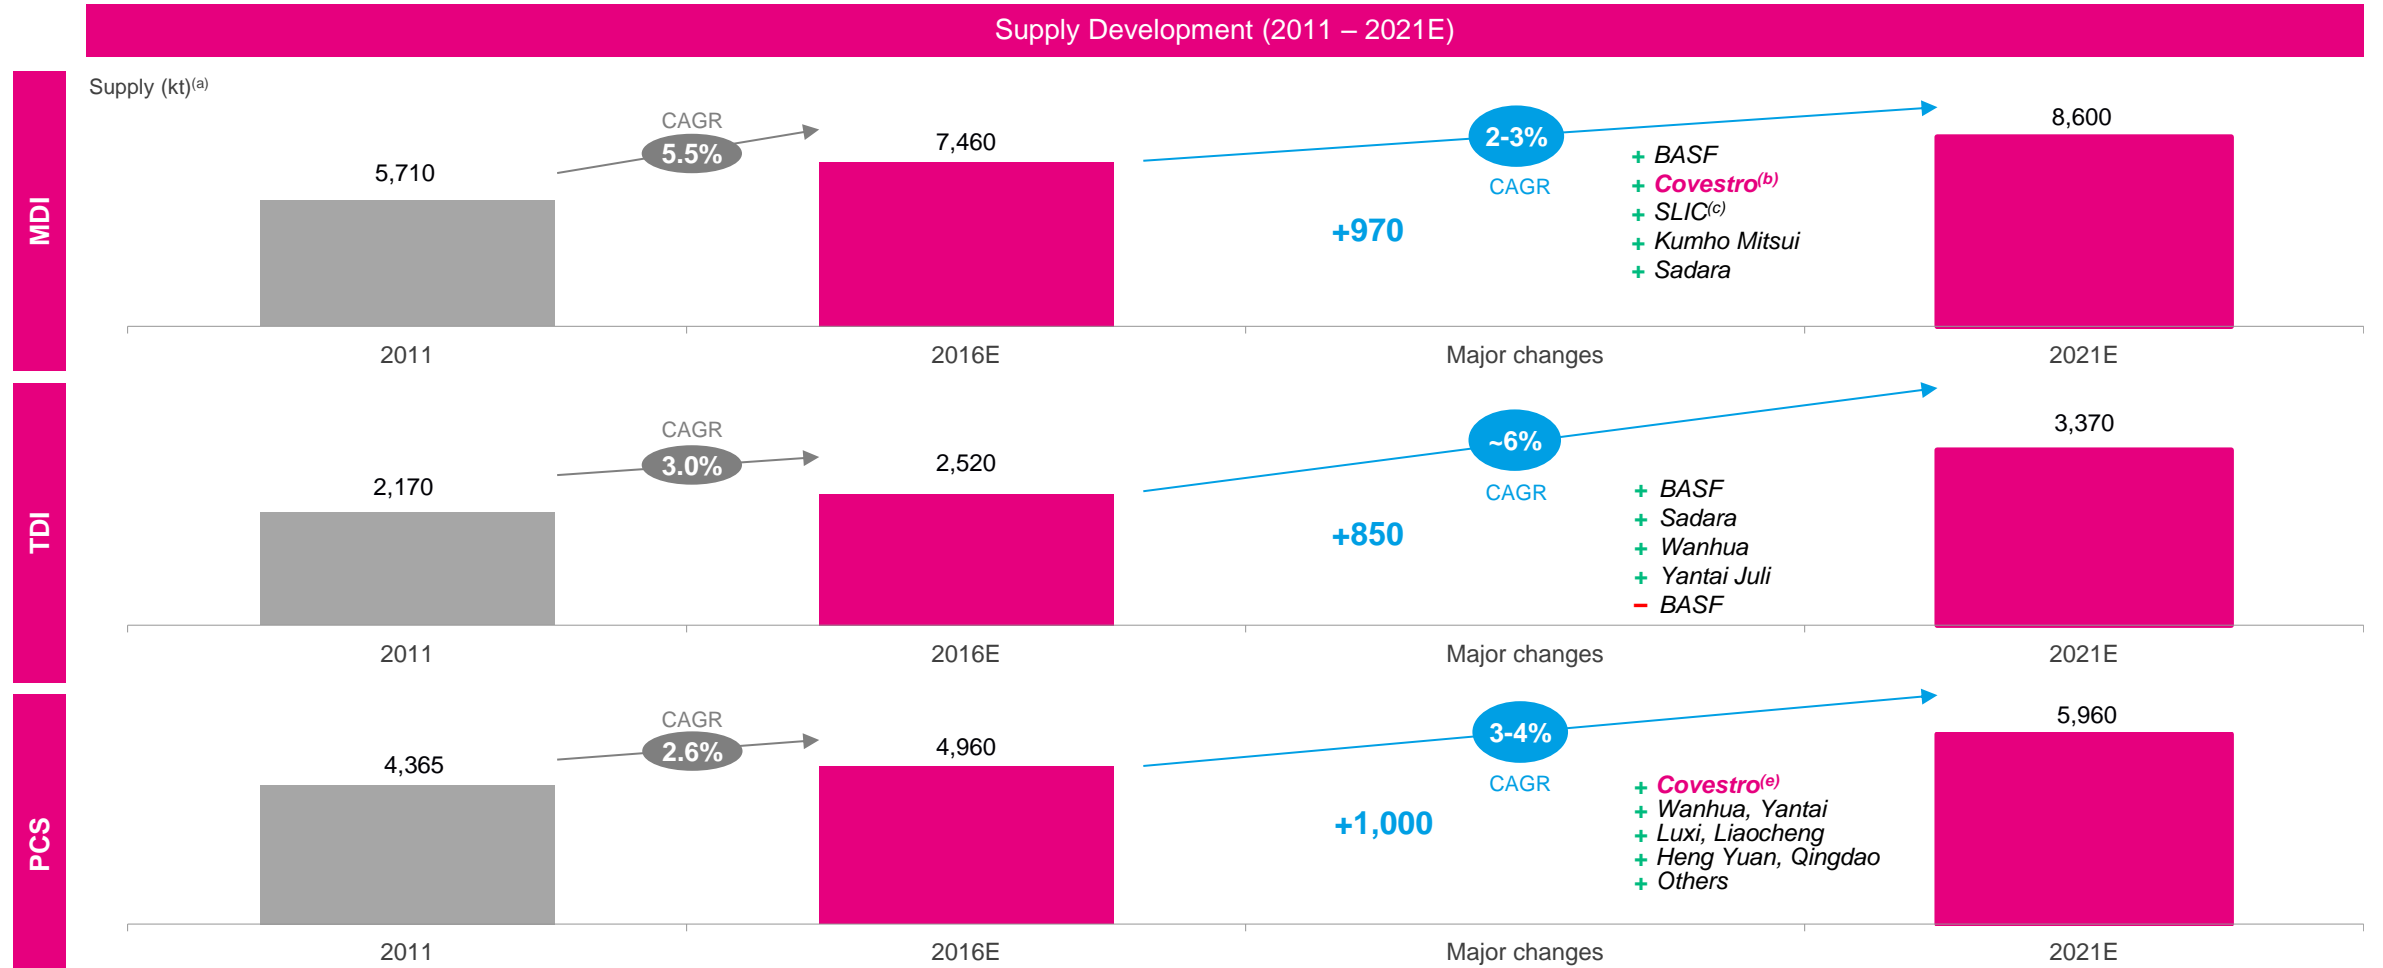 Supply Development (2011 – 2021E)
MDI
Supply (kt)(a)
5,710
CAGR
5.5%
7,460
2-3%
CAGR
+970
+ BASF
+ Covestro(b)
+ SLIC(c)
+ Kumho Mitsui
+ Sadara
8,600
2011
2016E
Major changes
2021E
TDI
2,170
CAGR
3.0%
2,520
~6%
CAGR
+850
+ BASF
+ Sadara
+ Wanhua
+ Yantai Juli
– BASF
3,370
2011
2016E
Major changes
2021E
PCS
4,365
CAGR
2.6%
4,960
3-4%
CAGR
+1,000
+ Covestro(e)
+ Wanhua, Yantai
+ Luxi, Liaocheng
+ Heng Yuan, Qingdao
+ Others
5,960
2011
2016E
Major changes
2021E